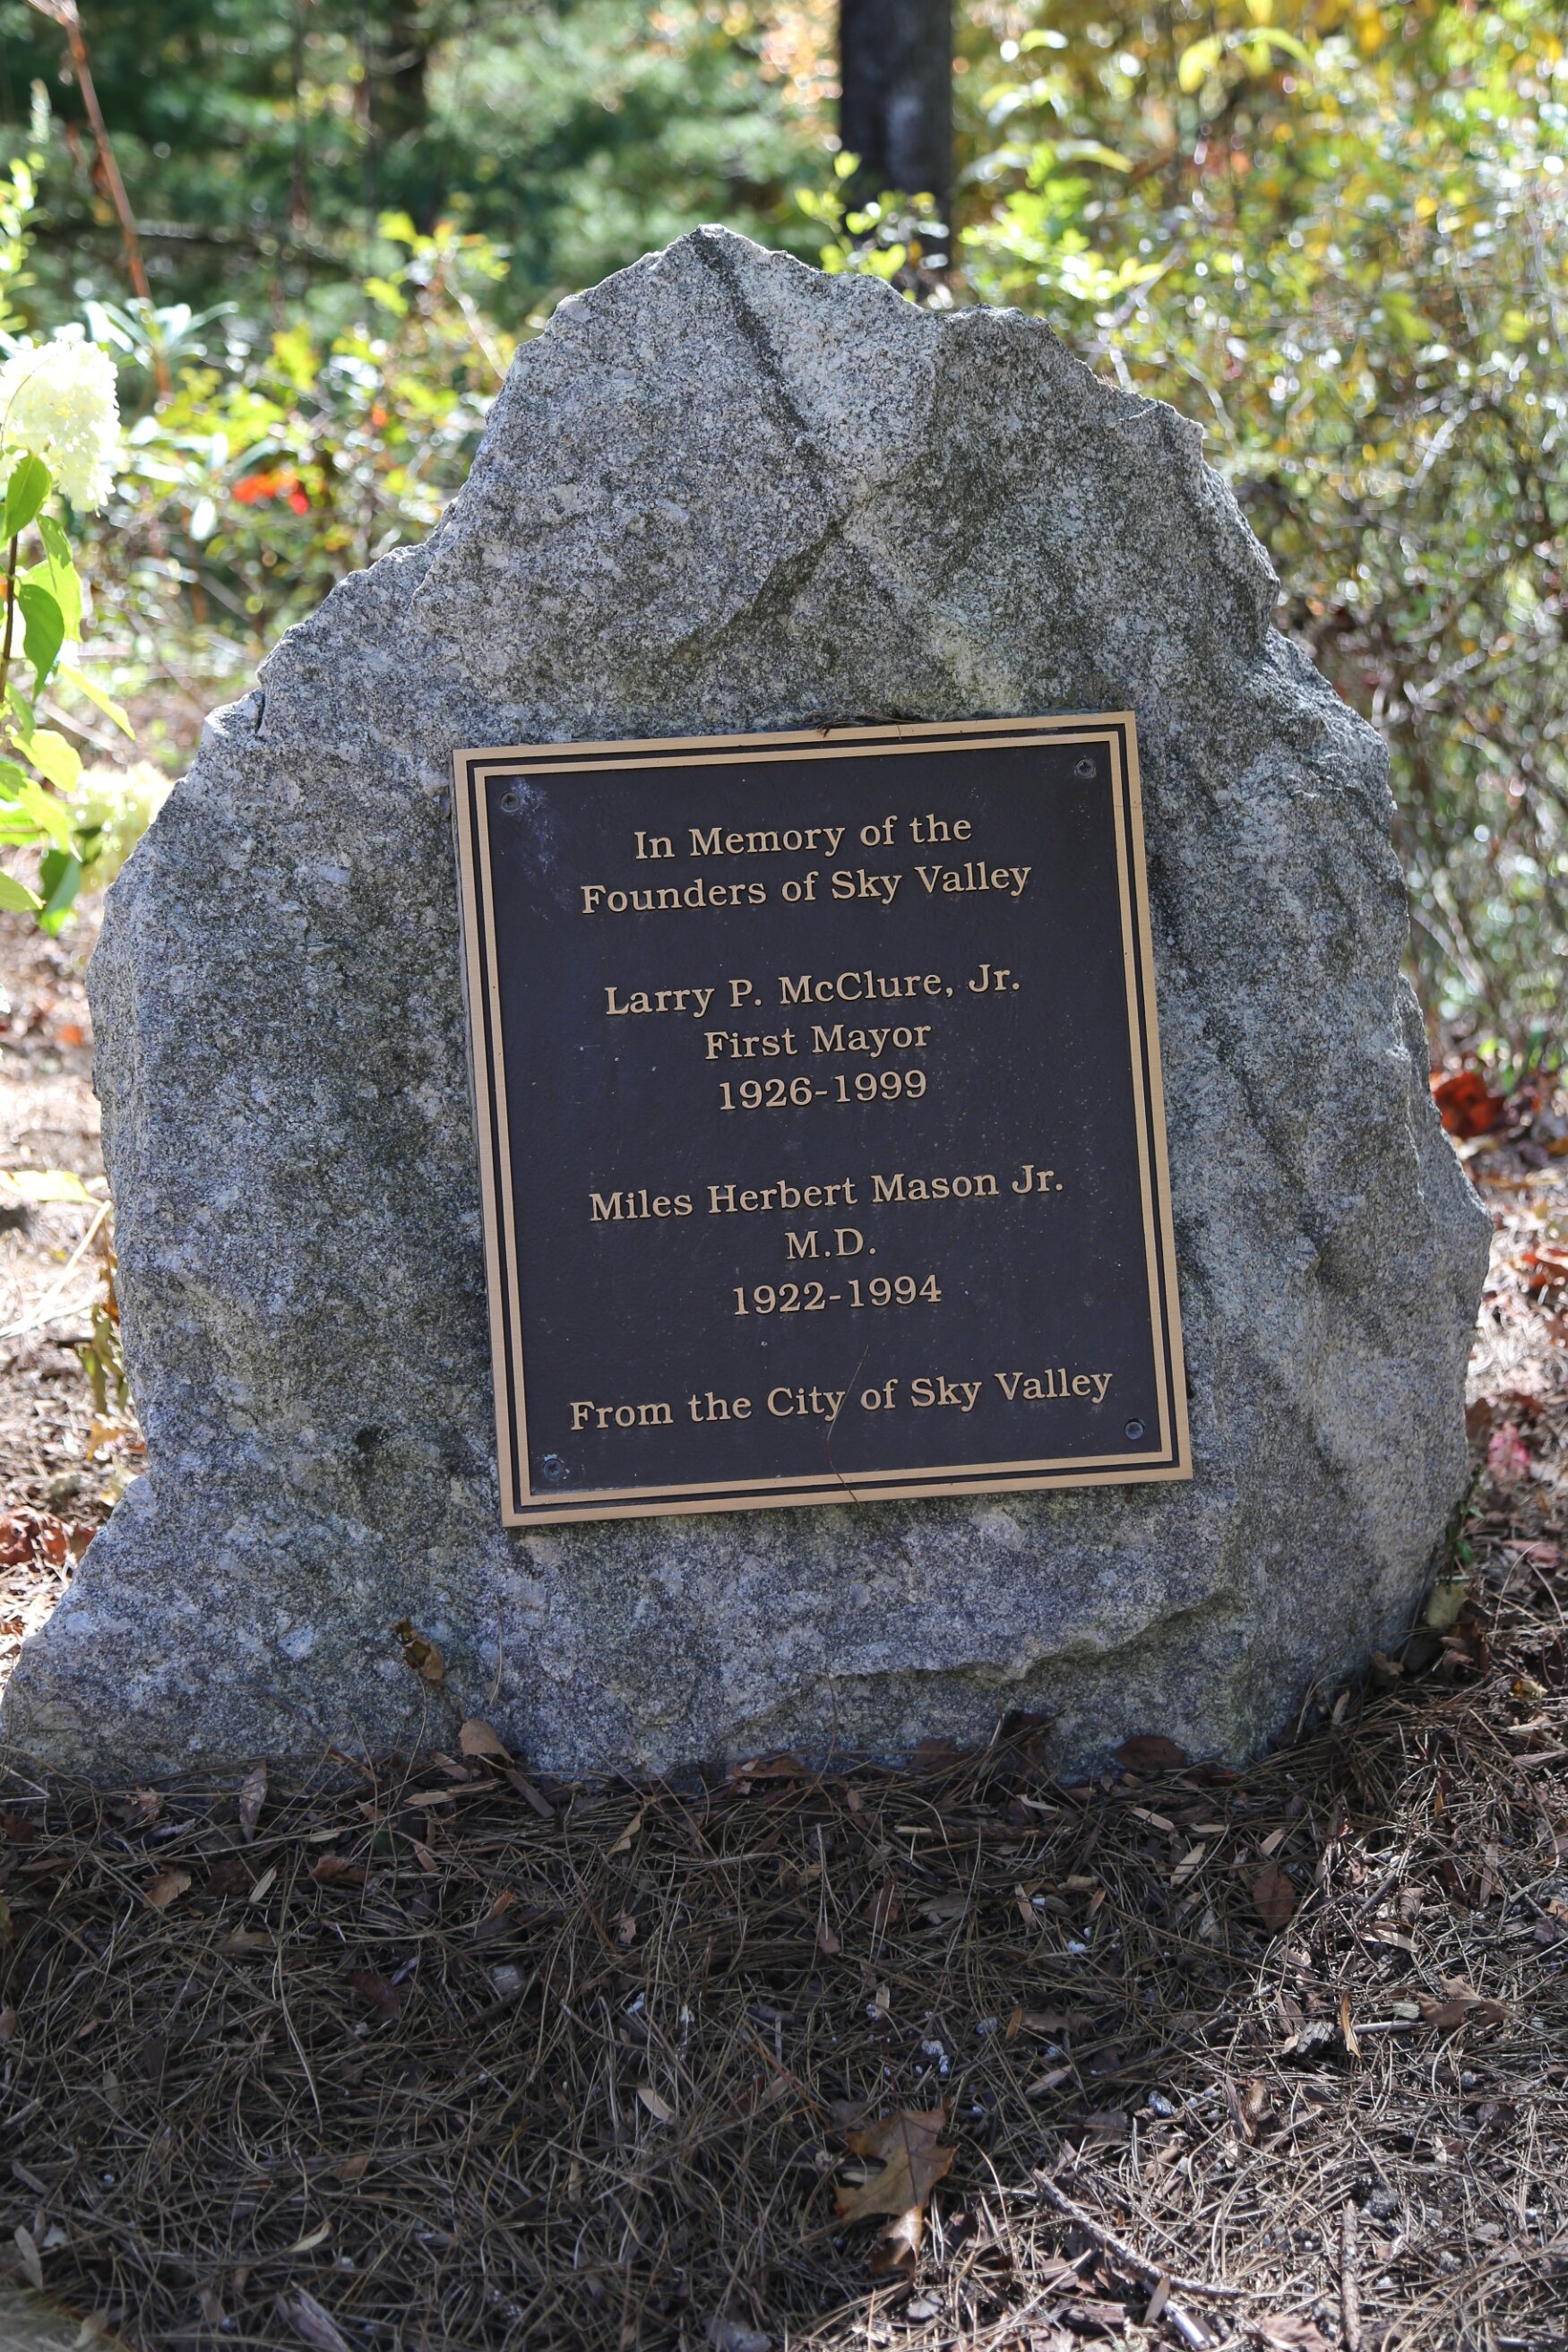 In Memory of the
Founders of Sky Valley
Larry P. McClure, Jr.
First Mayor
1926-1999
Miles Herbert Mason Jr.
M.D.
1922-1994
From the City of Sky Valley